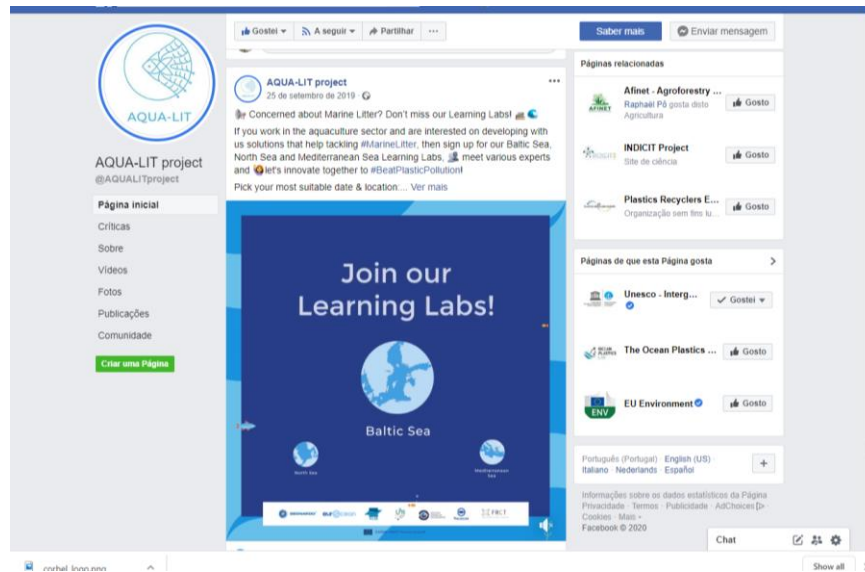 Gostei
A seguir
Partilhar
...
Saber mais
Enviar mensagem
AQUA-LIT
AQUA-LIT project
@AQUALITproject
Página inicial
Críticas
Sobre
Vídeos
Fotos
Publicações
Comunidade
Criar uma Página
AQUA-LIT project
25 de setembro de 2019 ·
Concerned about Marine Litter? Don't miss our Learning Labs!
If you work in the aquaculture sector and are interested on developing with
us solutions that help tackling #MarineLitter, then sign up for our Baltic Sea,
North Sea and Mediterranean Sea Learning Labs, meet various experts
and let's innovate together to #BeatPlasticPollution!
Pick your most suitable date & location.... Ver mais
Join our
Learning Labs!
Baltic Sea
North Sea
Mediterranean
Sea
Páginas relacionadas
AFINET
Afinet - Agroforestry ...
Raphaël Pô gosta disto
Agricultura
Gosto
INDICIT Project
Site de ciência
Gosto
Plastics Recyclers E...
Organização sem fins lu...
Gosto
Páginas de que esta Página gosta
Unesco - Interg...
Gostei
The Ocean Plastics ...
Gosto
ENV
EU Environment
Gosto
Português (Portugal) · English (US) ·
Italiano · Nederlands · Español
Informações sobre os dados estatísticos da Página
Privacidade · Termos · Publicidade · AdChoices ·
Cookies · Mais
Facebook © 2020
Chat
corbel_logo.png
Show all